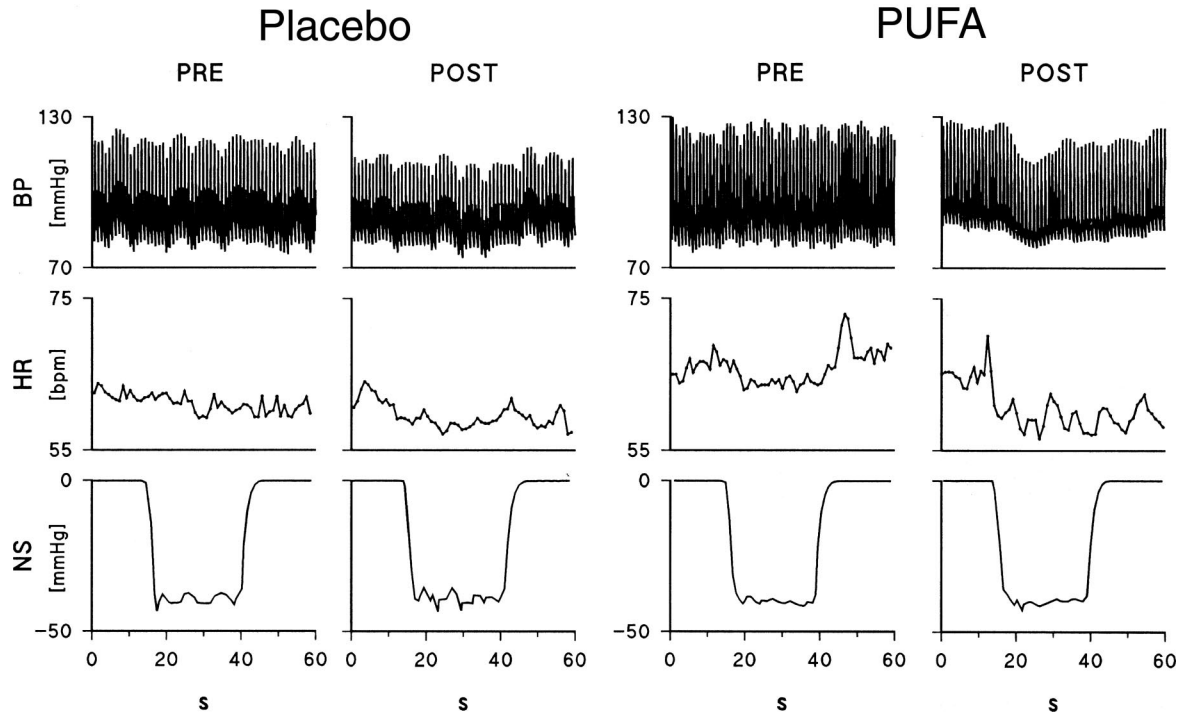 Placebo PUFA
PRE POST PRE POST
130 130
BP [mmHg]
70 70
75 75
HR [bpm]
55 55
0 0
NS [mmHg]
−50 −50
0 20 40 60 20 40 60 0 20 40 60 20 40 60
s s s s